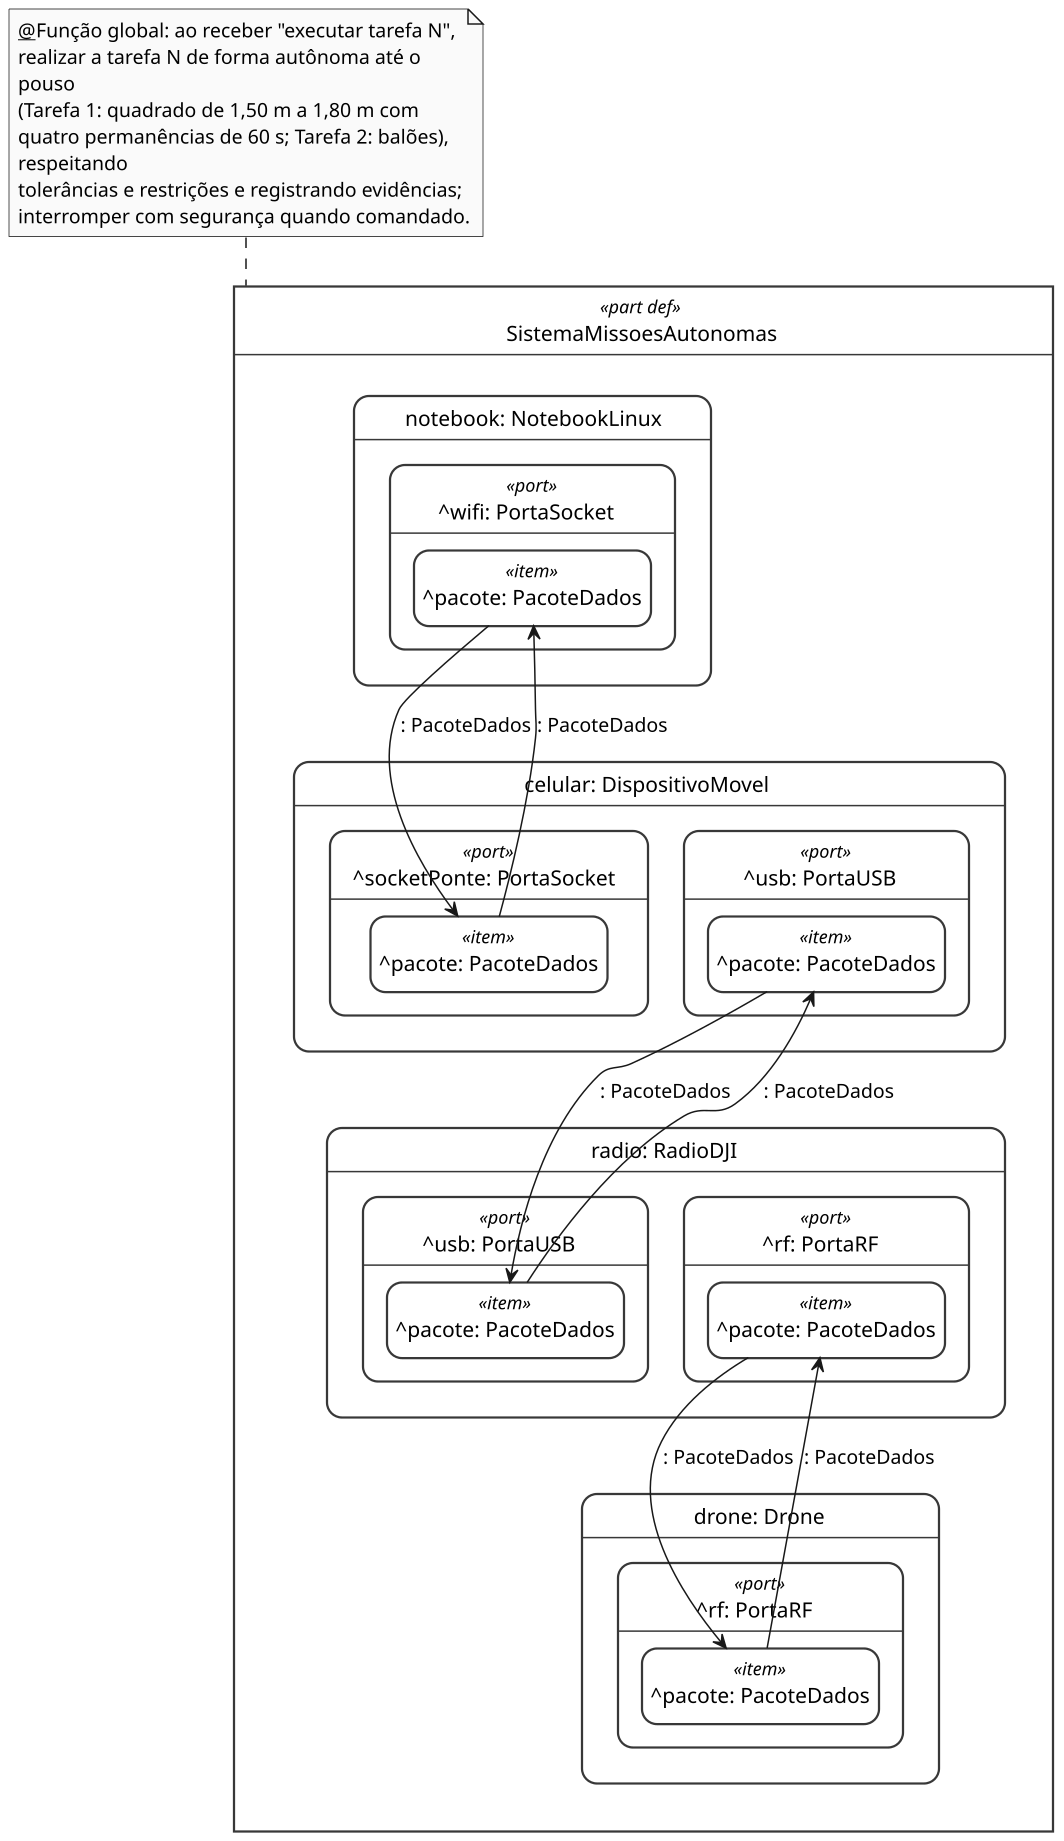 @Função global: ao receber "executar tarefa N",
realizar a tarefa N de forma autônoma até o
pouso
(Tarefa 1: quadrado de 1,50 m a 1,80 m com
quatro permanências de 60 s; Tarefa 2: balões),
respeitando
tolerâncias e restrições e registrando evidências;
interromper com segurança quando comandado.
«part def»
SistemaMissoesAutonomas
notebook: NotebookLinux
«port»
^wifi: PortaSocket
«item»
^pacote: PacoteDados
: PacoteDados : PacoteDados
celular: DispositivoMovel
«port» «port»
^socketPonte: PortaSocket ^usb: PortaUSB
«item» «item»
^pacote: PacoteDados ^pacote: PacoteDados
: PacoteDados : PacoteDados
radio: RadioDJI
«port» «port»
^usb: PortaUSB ^rf: PortaRF
«item» «item»
^pacote: PacoteDados ^pacote: PacoteDados
: PacoteDados : PacoteDados
drone: Drone
«port»
^rf: PortaRF
«item»
^pacote: PacoteDados